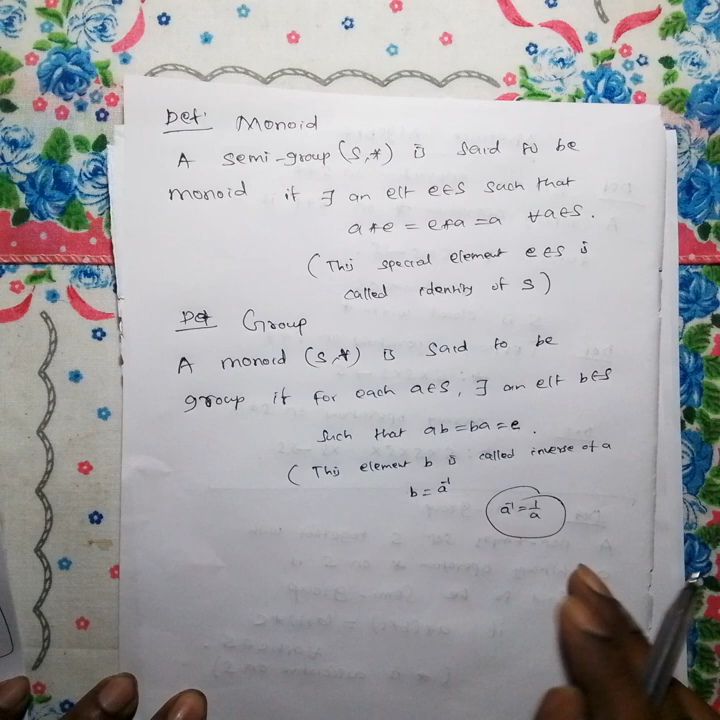 Def: Monoid
A semi-group (S,*) is said to be
monoid if ∃ an elt e∈S such that
a*e = e*a = a ∀a∈S.
(This special element e∈S is
called identity of S)
Def Group
A monoid (S,*) is said to be
group if for each a∈S, ∃ an elt b∈S
such that ab=ba=e.
(This element b is called inverse of a
b = a⁻¹
a⁻¹ = 1/a